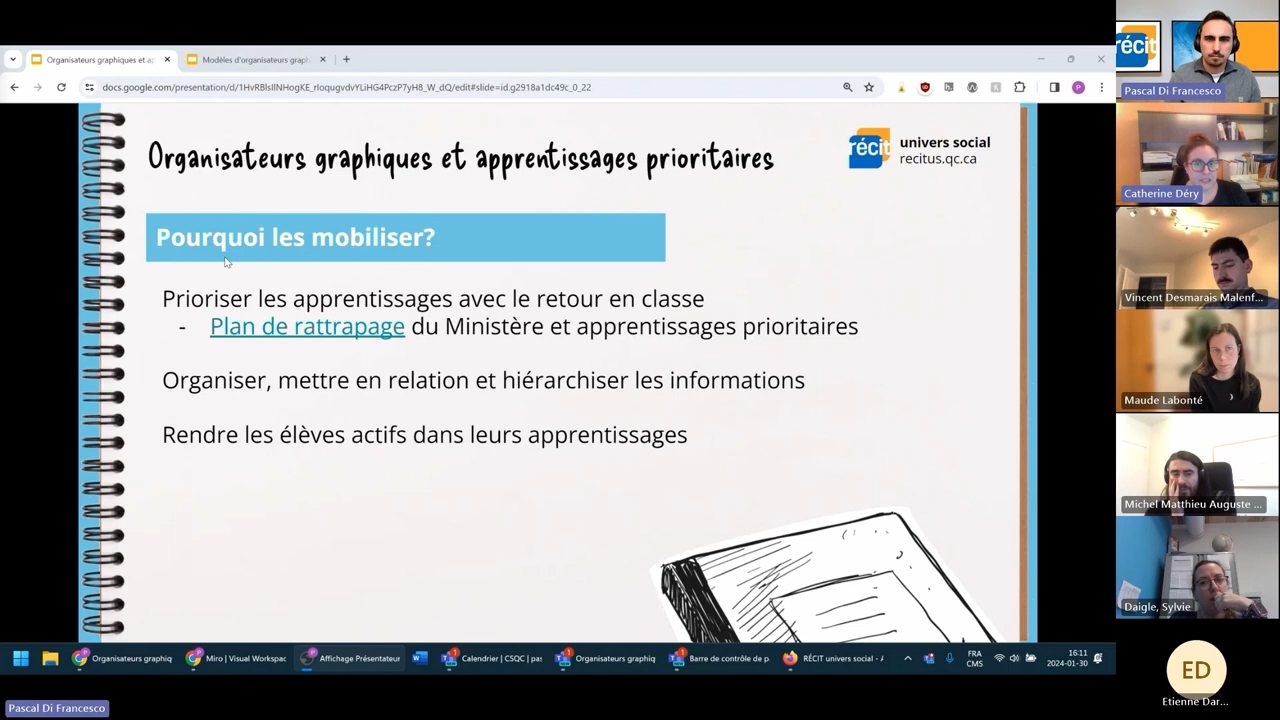 Organisateurs graphiques et ap
Modèles d'organisateurs graph
docs.google.com/presentation/d/1HvRBlsIlNHogKE_rIoqugvdvYLiHG4PczP7yH8_W_dQ/edit#slide=id.g2918a1dc49c_0_22
Organisateurs graphiques et apprentissages prioritaires
récit
univers social
recitus.qc.ca
Pourquoi les mobiliser?
Prioriser les apprentissages avec le retour en classe
- Plan de rattrapage du Ministère et apprentissages prioritaires
Organiser, mettre en relation et hiérarchiser les informations
Rendre les élèves actifs dans leurs apprentissages
Organisateurs graphiq
Miro | Visual Workspac
Affichage Présentateur
Calendrier | CSQC | pas
Organisateurs graphiq
Barre de contrôle de p
RÉCIT univers social - A
FRA
CMS
16:11
2024-01-30
Pascal Di Francesco
récit
Pascal Di Francesco
Catherine Déry
Vincent Desmarais Malenf...
Maude Labonté
Michel Matthieu Auguste ...
Daigle, Sylvie
ED
Etienne Dar...